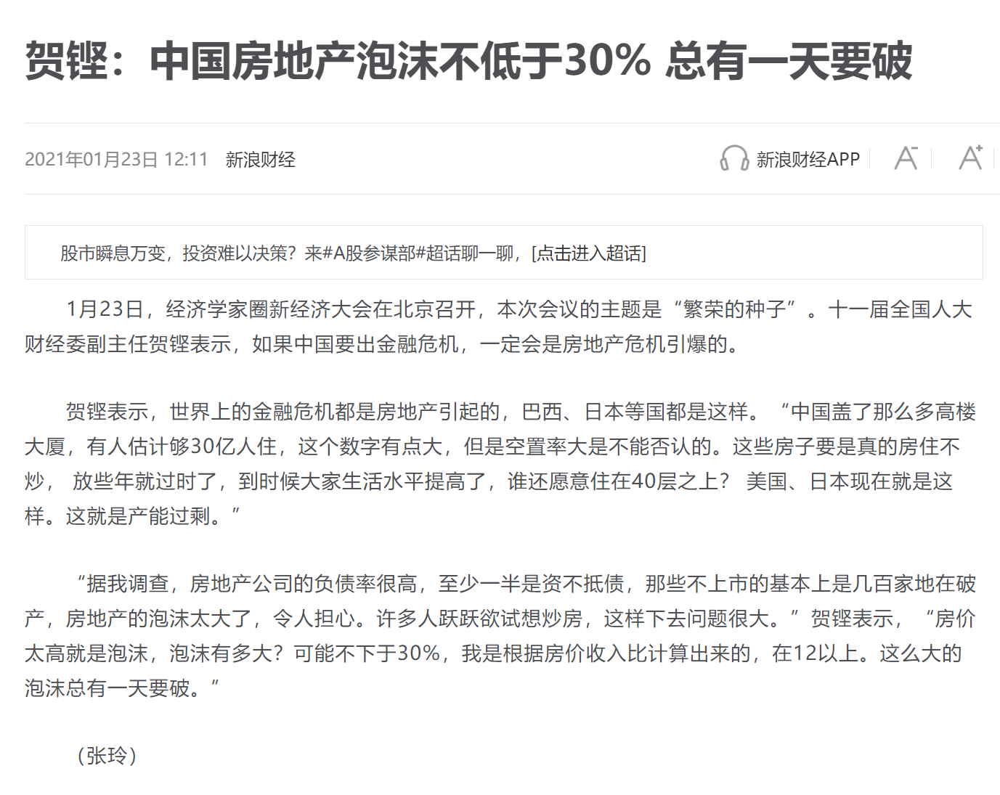 贺铿：中国房地产泡沫不低于30% 总有一天要破
2021年01月23日 12:11 新浪财经 新浪财经APP A- A+
股市瞬息万变，投资难以决策？来#A股参谋部#超话聊一聊，[点击进入超话]
1月23日，经济学家圈新经济大会在北京召开，本次会议的主题是“繁荣的种子”。十一届全国人大
财经委副主任贺铿表示，如果中国要出金融危机，一定会是房地产危机引爆的。
贺铿表示，世界上的金融危机都是房地产引起的，巴西、日本等国都是这样。 “中国盖了那么多高楼
大厦，有人估计够30亿人住，这个数字有点大，但是空置率大是不能否认的。这些房子要是真的房住不
炒， 放些年就过时了，到时候大家生活水平提高了，谁还愿意住在40层之上？ 美国、日本现在就是这
样。这就是产能过剩。”
“据我调查，房地产公司的负债率很高，至少一半是资不抵债，那些不上市的基本上是几百家地在破
产，房地产的泡沫太大了，令人担心。许多人跃跃欲试想炒房，这样下去问题很大。”贺铿表示，“房价
太高就是泡沫，泡沫有多大？可能不下于30%，我是根据房价收入比计算出来的，在12以上。这么大的
泡沫总有一天要破。”
（张玲）